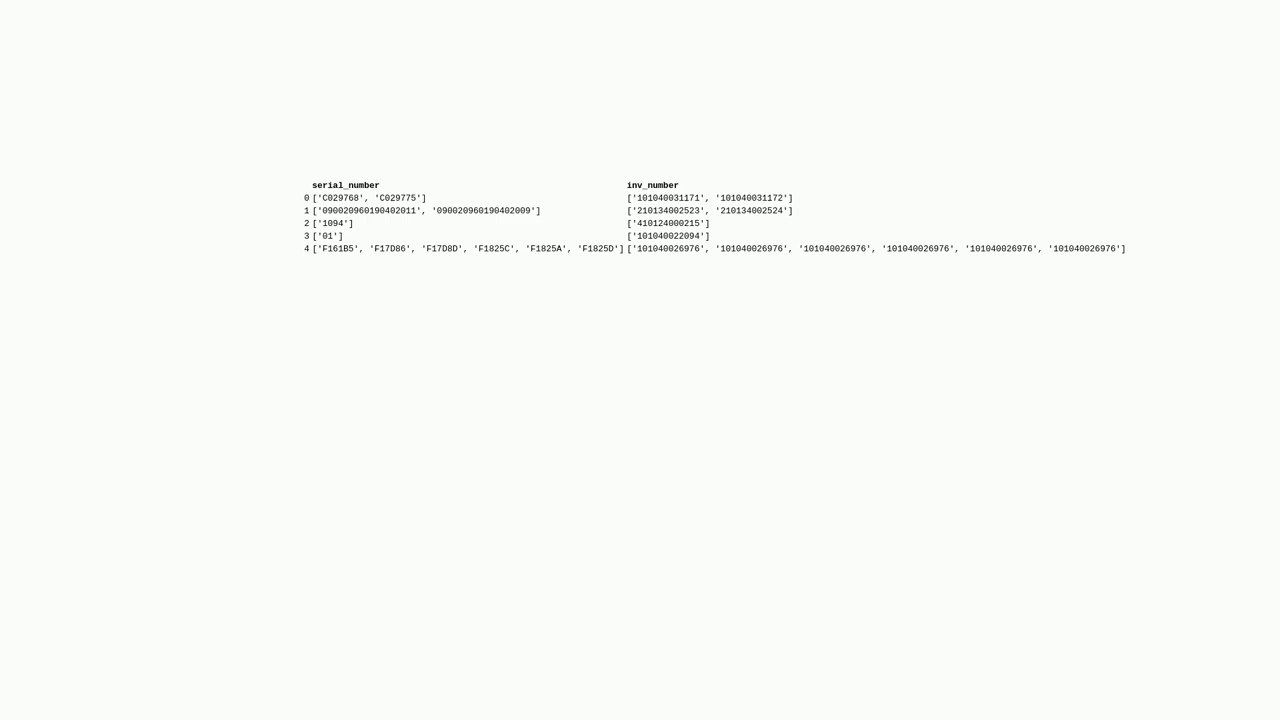 serial_number inv_number
0 ['C029768', 'C029775'] ['101040031171', '101040031172']
1 ['090020960190402011', '090020960190402009'] ['210134002523', '210134002524']
2 ['1094'] ['410124000215']
3 ['01'] ['101040022094']
4 ['F161B5', 'F17D86', 'F17D8D', 'F1825C', 'F1825A', 'F1825D'] ['101040026976', '101040026976', '101040026976', '101040026976', '101040026976', '101040026976']